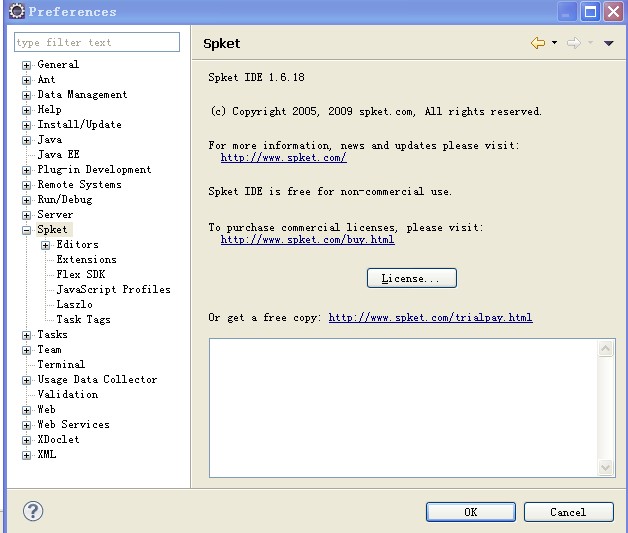 Preferences
type filter text
General
Ant
Data Management
Help
Install/Update
Java
Java EE
Plug-in Development
Remote Systems
Run/Debug
Server
Spket
Editors
Extensions
Flex SDK
JavaScript Profiles
Laszlo
Task Tags
Tasks
Team
Terminal
Usage Data Collector
Validation
Web
Web Services
XDoclet
XML
Spket
Spket IDE 1.6.18
(c) Copyright 2005, 2009 spket.com, All rights reserved.
For more information, news and updates please visit:
http://www.spket.com/
Spket IDE is free for non-commercial use.
To purchase commercial licenses, please visit:
http://www.spket.com/buy.html
License...
Or get a free copy: http://www.spket.com/trialpay.html
?
OK
Cancel